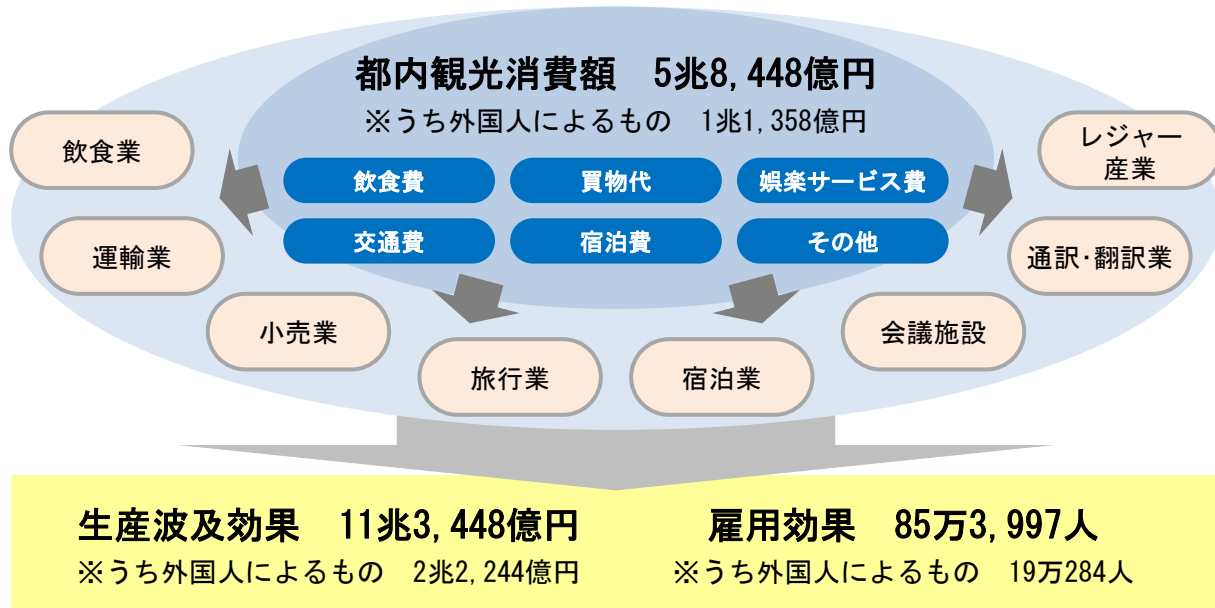 都内観光消費額　5兆8,448億円
※うち外国人によるもの　1兆1,358億円
飲食費
買物代
娯楽サービス費
交通費
宿泊費
その他
飲食業
運輸業
小売業
旅行業
宿泊業
会議施設
通訳・翻訳業
レジャー
産業
生産波及効果　11兆3,448億円
※うち外国人によるもの　2兆2,244億円
雇用効果　85万3,997人
※うち外国人によるもの　19万284人